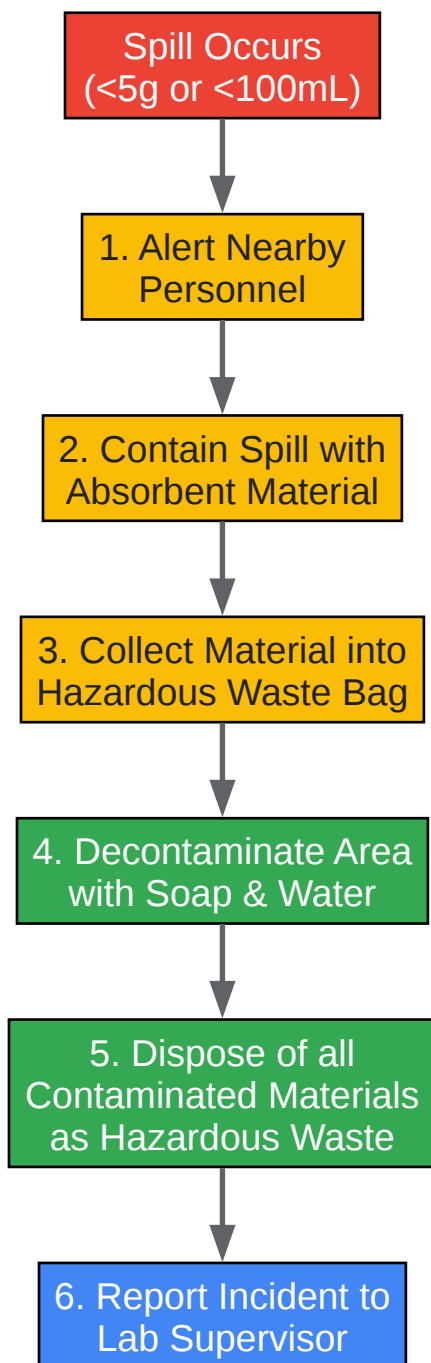 Spill Occurs
(<5g or <100mL)
1. Alert Nearby
Personnel
2. Contain Spill with
Absorbent Material
3. Collect Material into
Hazardous Waste Bag
4. Decontaminate Area
with Soap & Water
5. Dispose of all
Contaminated Materials
as Hazardous Waste
6. Report Incident to
Lab Supervisor